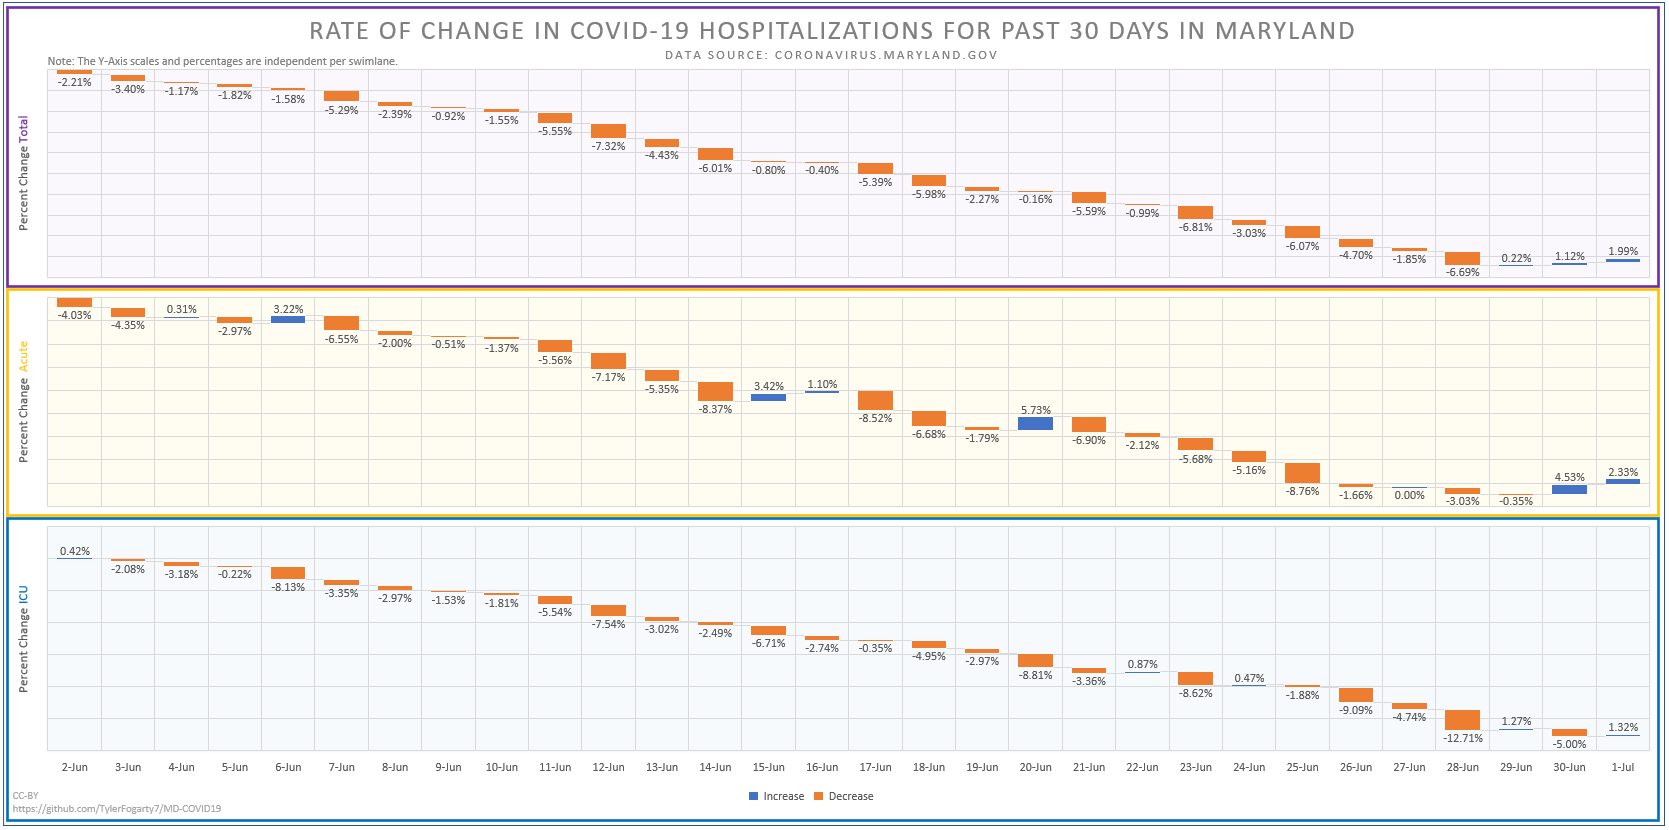 RATE OF CHANGE IN COVID-19 HOSPITALIZATIONS FOR PAST 30 DAYS IN MARYLAND
DATA SOURCE: CORONAVIRUS.MARYLAND.GOV
Note: The Y-Axis scales and percentages are independent per swimlane.
Percent Change Total
-2.21% -3.40% -1.17% -1.82% -1.58% -5.29% -2.39% -0.92% -1.55% -5.55% -7.32% -4.43% -6.01% -0.80% -0.40% -5.39% -5.98% -2.27% -0.16% -5.59% -0.99% -6.81% -3.03% -6.07% -4.70% -1.85% -6.69% 0.22% 1.12% 1.99%
Percent Change Acute
-4.03% -4.35% 0.31% -2.97% 3.22% -6.55% -2.00% -0.51% -1.37% -5.56% -7.17% -5.35% -8.37% 3.42% 1.10% -8.52% -6.68% -1.79% 5.73% -6.90% -2.12% -5.68% -5.16% -8.76% -1.66% 0.00% -3.03% -0.35% 4.53% 2.33%
Percent Change ICU
0.42% -2.08% -3.18% -0.22% -8.13% -3.35% -2.97% -1.53% -1.81% -5.54% -7.54% -3.02% -2.49% -6.71% -2.74% -0.35% -4.95% -2.97% -8.81% -3.36% 0.87% -8.62% 0.47% -1.88% -9.09% -4.74% -12.71% 1.27% -5.00% 1.32%
2-Jun 3-Jun 4-Jun 5-Jun 6-Jun 7-Jun 8-Jun 9-Jun 10-Jun 11-Jun 12-Jun 13-Jun 14-Jun 15-Jun 16-Jun 17-Jun 18-Jun 19-Jun 20-Jun 21-Jun 22-Jun 23-Jun 24-Jun 25-Jun 26-Jun 27-Jun 28-Jun 29-Jun 30-Jun 1-Jul
Increase Decrease
CC-BY
https://github.com/TylerFogarty7/MD-COVID19